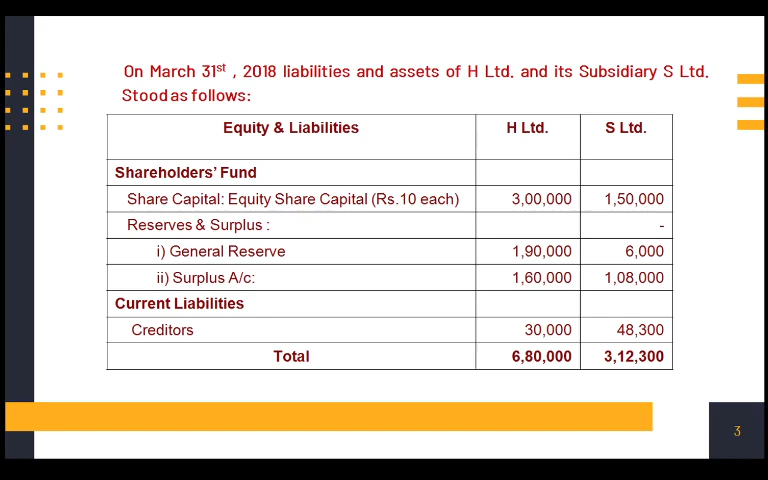 On March 31st , 2018 liabilities and assets of H Ltd. and its Subsidiary S Ltd.
Stood as follows:
Equity & Liabilities H Ltd. S Ltd.
Shareholders' Fund
Share Capital: Equity Share Capital (Rs.10 each) 3,00,000 1,50,000
Reserves & Surplus : -
i) General Reserve 1,90,000 6,000
ii) Surplus A/c: 1,60,000 1,08,000
Current Liabilities
Creditors 30,000 48,300
Total 6,80,000 3,12,300
3